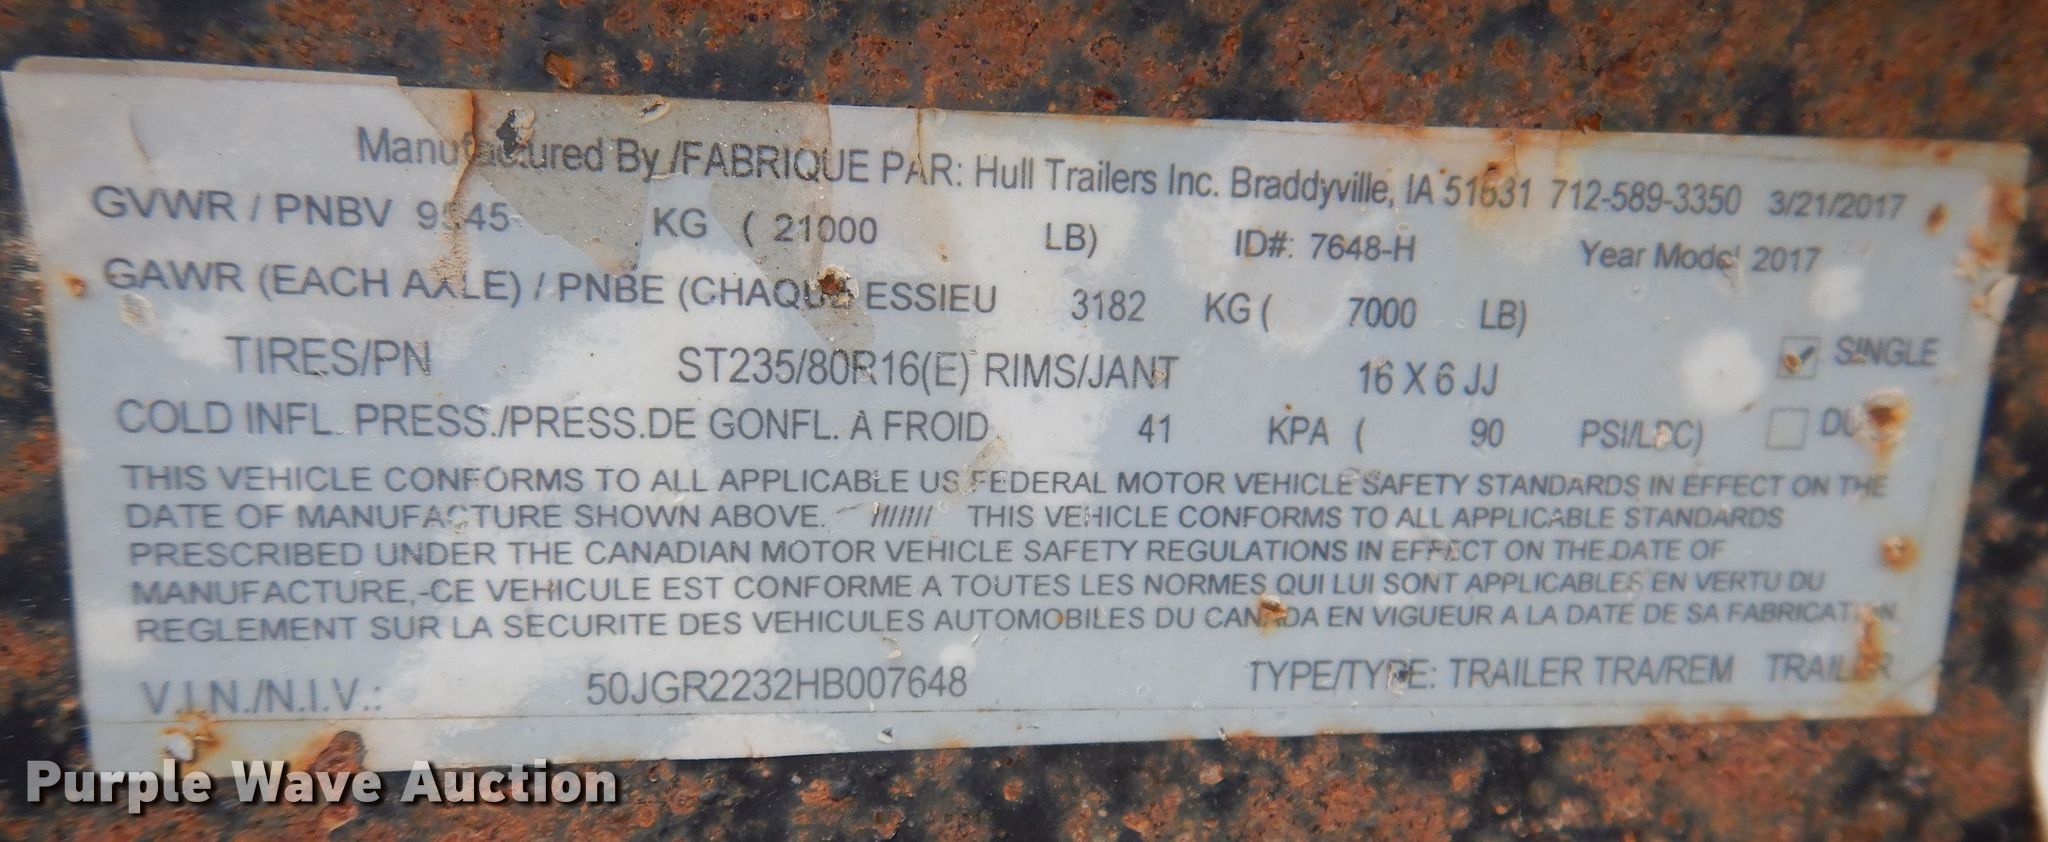 Manufactured By /FABRIQUE PAR: Hull Trailers Inc. Braddyville, IA 51631 712-589-3350 3/21/2017
GVWR / PNBV 9545 KG ( 21000 LB) ID#: 7648-H Year Model 2017
GAWR (EACH AXLE) / PNBE (CHAQUE ESSIEU 3182 KG ( 7000 LB)
TIRES/PN ST235/80R16(E) RIMS/JANT 16 X 6 JJ SINGLE
COLD INFL. PRESS./PRESS.DE GONFL. A FROID 41 KPA ( 90 PSI/LPC)
THIS VEHICLE CONFORMS TO ALL APPLICABLE US FEDERAL MOTOR VEHICLE SAFETY STANDARDS IN EFFECT ON THE
DATE OF MANUFACTURE SHOWN ABOVE. /////// THIS VEHICLE CONFORMS TO ALL APPLICABLE STANDARDS
PRESCRIBED UNDER THE CANADIAN MOTOR VEHICLE SAFETY REGULATIONS IN EFFECT ON THE DATE OF
MANUFACTURE,-CE VEHICULE EST CONFORME A TOUTES LES NORMES QUI LUI SONT APPLICABLES EN VERTU DU
REGLEMENT SUR LA SECURITE DES VEHICULES AUTOMOBILES DU CANADA EN VIGUEUR A LA DATE DE SA FABRICATION
V.I.N./N.I.V.: 50JGR2232HB007648 TYPE/TYPE: TRAILER TRA/REM TRAILER
Purple Wave Auction